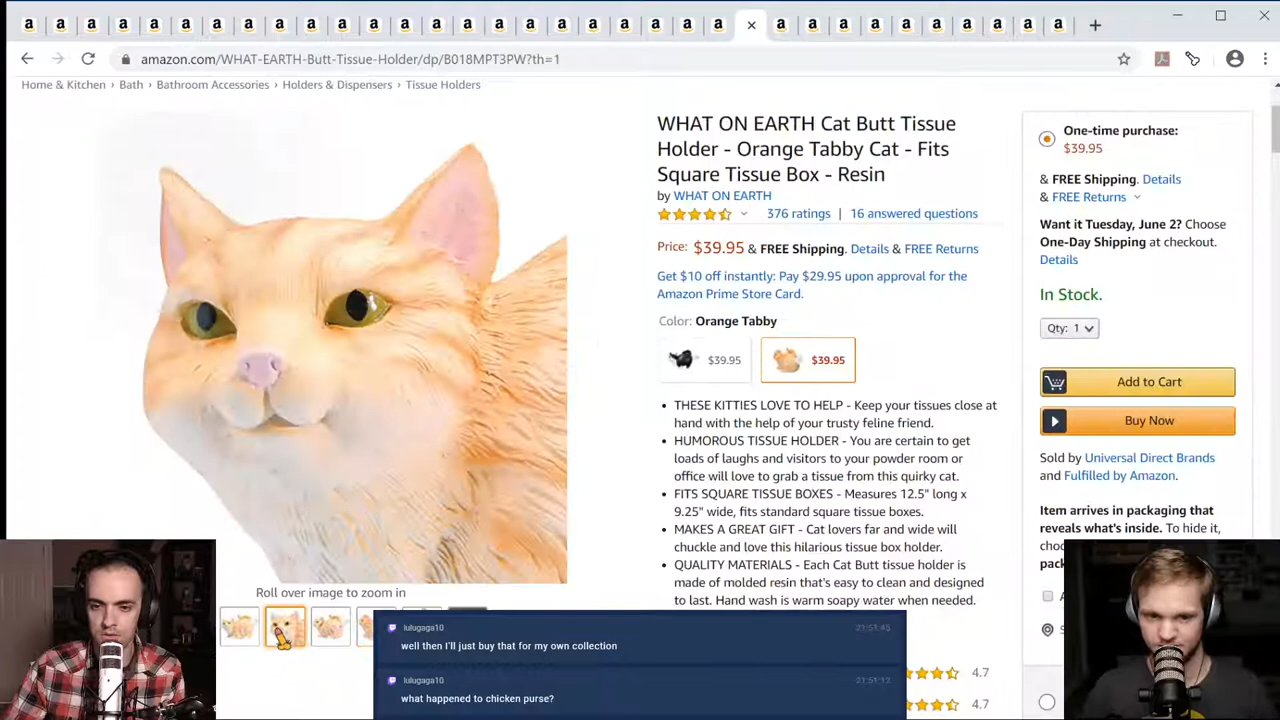 amazon.com/WHAT-EARTH-Butt-Tissue-Holder/dp/B018MPT3PW?th=1
Home & Kitchen › Bath › Bathroom Accessories › Holders & Dispensers › Tissue Holders
WHAT ON EARTH Cat Butt Tissue
Holder - Orange Tabby Cat - Fits
Square Tissue Box - Resin
by WHAT ON EARTH
376 ratings | 16 answered questions
Price: $39.95 & FREE Shipping. Details & FREE Returns
Get $10 off instantly: Pay $29.95 upon approval for the
Amazon Prime Store Card.
Color: Orange Tabby
$39.95
$39.95
• THESE KITTIES LOVE TO HELP - Keep your tissues close at
hand with the help of your trusty feline friend.
• HUMOROUS TISSUE HOLDER - You are certain to get
loads of laughs and visitors to your powder room or
office will love to grab a tissue from this quirky cat.
• FITS SQUARE TISSUE BOXES - Measures 12.5" long x
9.25" wide, fits standard square tissue boxes.
• MAKES A GREAT GIFT - Cat lovers far and wide will
chuckle and love this hilarious tissue box holder.
• QUALITY MATERIALS - Each Cat Butt tissue holder is
made of molded resin that's easy to clean and designed
to last. Hand wash is warm soapy water when needed.
4.7
4.7
One-time purchase:
$39.95
& FREE Shipping. Details
& FREE Returns
Want it Tuesday, June 2? Choose
One-Day Shipping at checkout.
Details
In Stock.
Qty: 1
Add to Cart
Buy Now
Sold by Universal Direct Brands
and Fulfilled by Amazon.
Item arrives in packaging that
reveals what's inside. To hide it,
Roll over image to zoom in
lulugaga10 21:51:45
well then I'll just buy that for my own collection
lulugaga10 21:51:12
what happened to chicken purse?